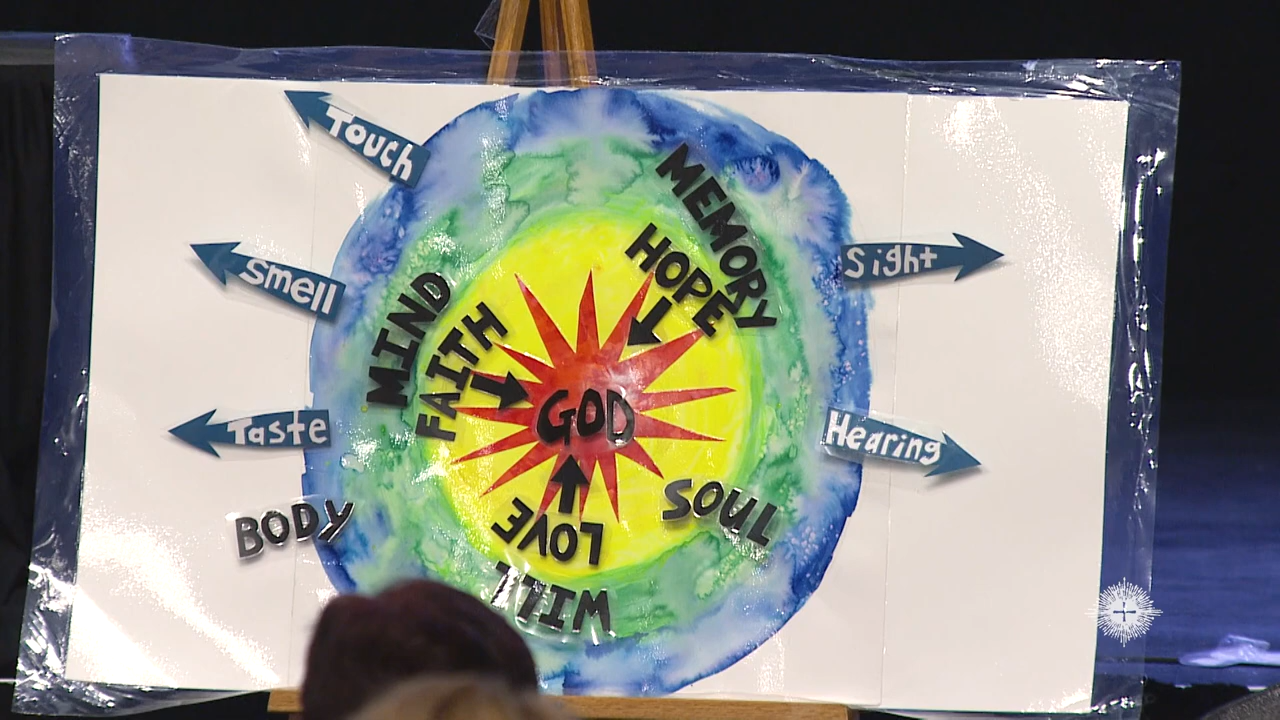 Touch
MEMORY
HOPE
Sight
Smell
MIND
FAITH
GOD
Taste
Hearing
SOUL
BODY
LOVE
WILL